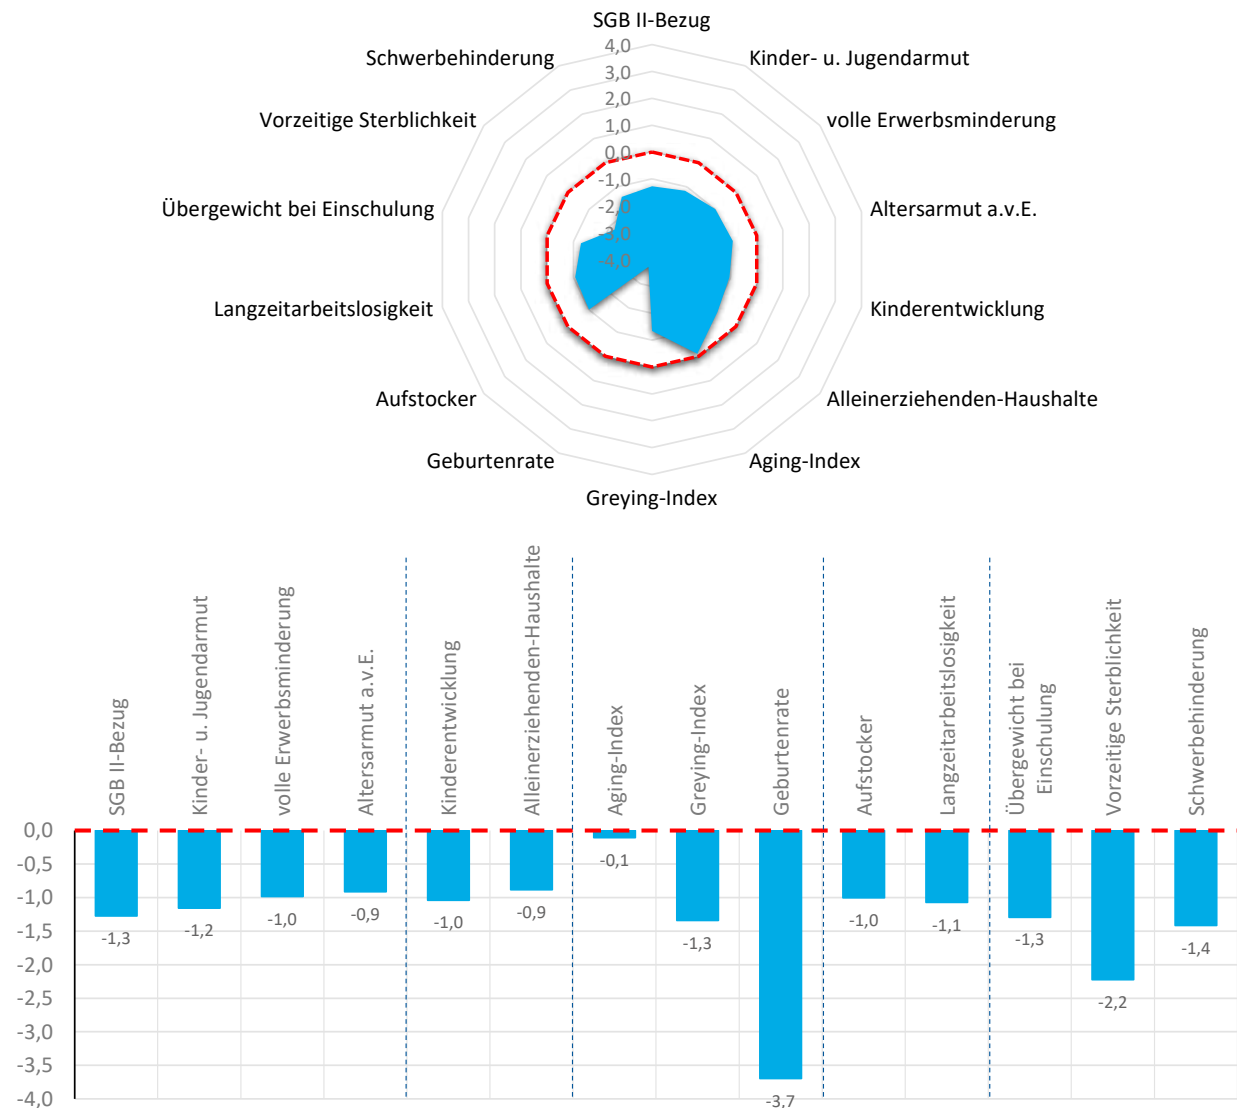 SGB II-Bezug
Kinder- u. Jugendarmut
volle Erwerbsminderung
Altersarmut a.v.E.
Kinderentwicklung
Alleinerziehenden-Haushalte
Aging-Index
Greying-Index
Geburtenrate
Aufstocker
Langzeitarbeitslosigkeit
Übergewicht bei Einschulung
Vorzeitige Sterblichkeit
Schwerbehinderung
4,0
3,0
2,0
1,0
0,0
-1,0
-2,0
-3,0
-4,0
SGB II-Bezug
Kinder- u. Jugendarmut
volle Erwerbsminderung
Altersarmut a.v.E.
Kinderentwicklung
Alleinerziehenden-Haushalte
Aging-Index
Greying-Index
Geburtenrate
Aufstocker
Langzeitarbeitslosigkeit
Übergewicht bei
Einschulung
Vorzeitige Sterblichkeit
Schwerbehinderung
0,0
-0,5
-1,0
-1,5
-2,0
-2,5
-3,0
-3,5
-4,0
-1,3
-1,2
-1,0
-0,9
-1,0
-0,9
-0,1
-1,3
-3,7
-1,0
-1,1
-1,3
-2,2
-1,4